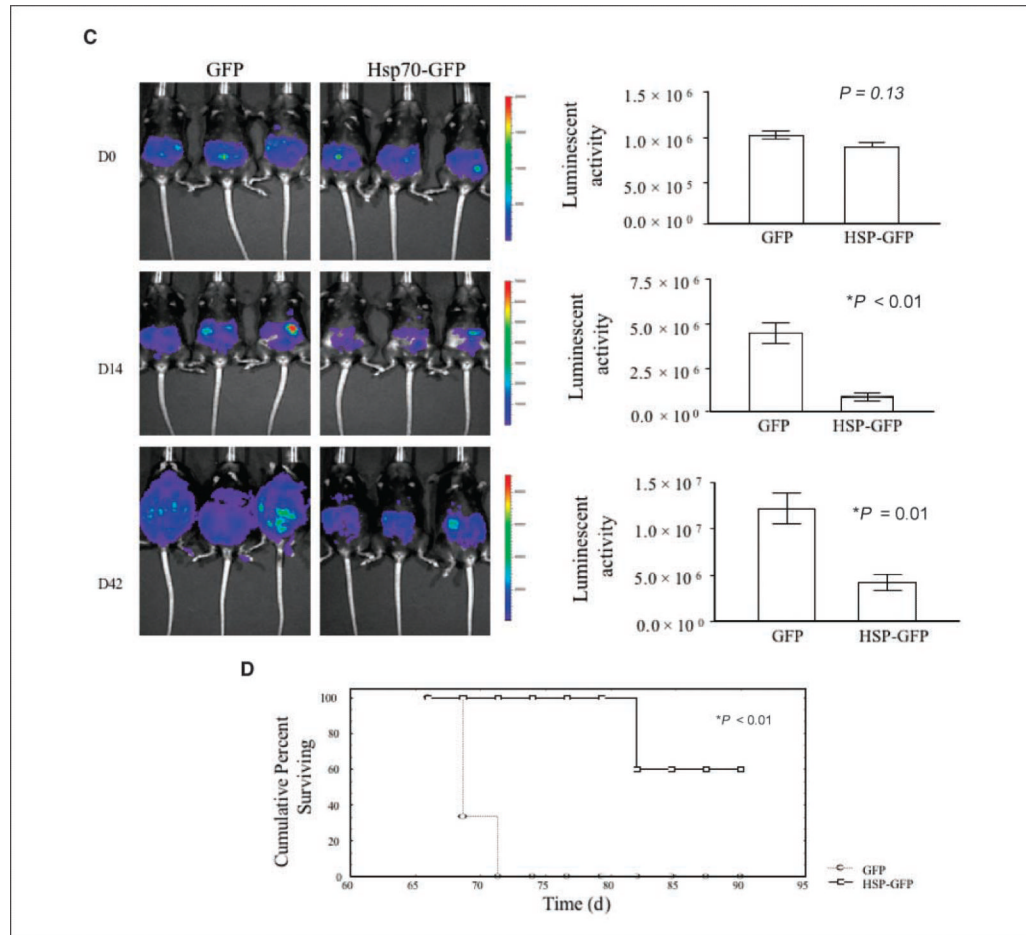 C
GFP
Hsp70-GFP
D0
Luminescent
activity
1.5 × 10⁶
1.0 × 10⁶
5.0 × 10⁵
0.0 × 10⁰
P = 0.13
GFP
HSP-GFP
D14
Luminescent
activity
7.5 × 10⁶
5.0 × 10⁶
2.5 × 10⁶
0.0 × 10⁰
*P < 0.01
GFP
HSP-GFP
D42
Luminescent
activity
1.5 × 10⁷
1.0 × 10⁷
5.0 × 10⁶
0.0 × 10⁰
*P = 0.01
GFP
HSP-GFP
D
Cumulative Percent
Surviving
100
80
60
40
20
0
*P < 0.01
60
65
70
75
80
85
90
95
Time (d)
GFP
HSP-GFP